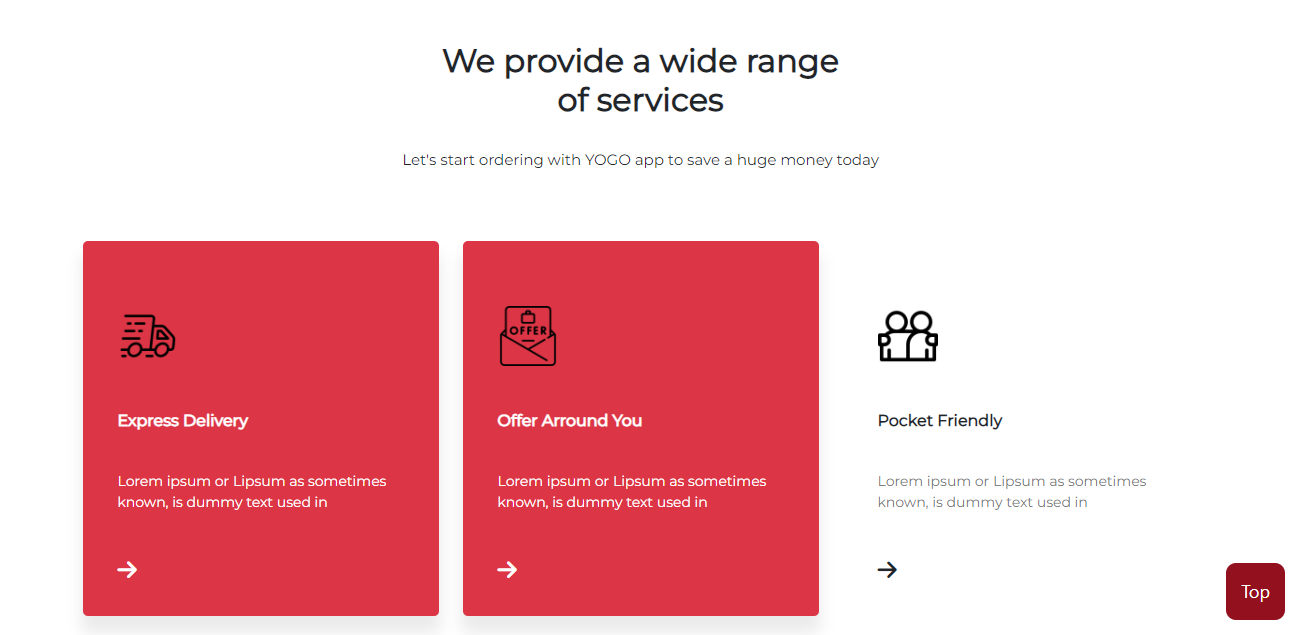 We provide a wide range
of services
Let's start ordering with YOGO app to save a huge money today
OFFER
Express Delivery
Offer Arround You
Pocket Friendly
Lorem ipsum or Lipsum as sometimes
known, is dummy text used in
Lorem ipsum or Lipsum as sometimes
known, is dummy text used in
Lorem ipsum or Lipsum as sometimes
known, is dummy text used in
Top